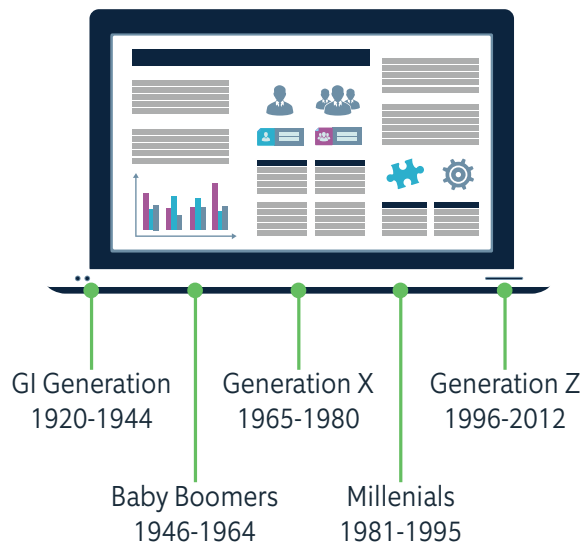 GI Generation
1920-1944
Baby Boomers
1946-1964
Generation X
1965-1980
Millenials
1981-1995
Generation Z
1996-2012